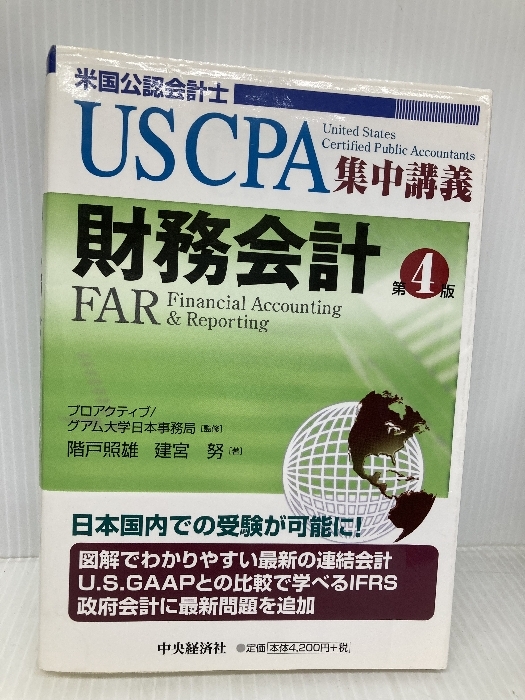 米国公認会計士
USCPA
United States
Certified Public Accountants
集中講義
財務会計
第4版
FAR
Financial Accounting
& Reporting
プロアクティブ/
グアム大学日本事務局[監修]
階戸照雄 建宮 努[著]
日本国内での受験が可能に!
図解でわかりやすい最新の連結会計
U.S.GAAPとの比較で学べるIFRS
政府会計に最新問題を追加
中央経済社
●定価[本体4,200円+税]